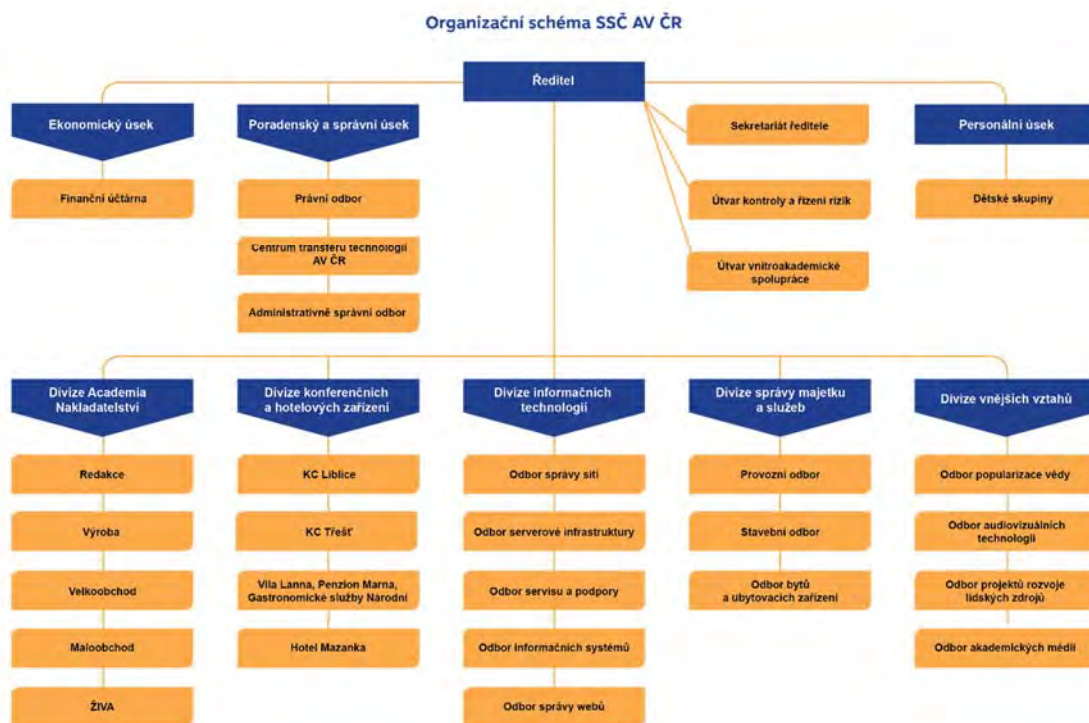 Organizační schéma SSČ AV ČR
Ředitel
Ekonomický úsek
Poradenský a správní úsek
Personální úsek
Sekretariát ředitele
Finanční účtárna
Právní odbor
Útvar kontroly a řízení rizik
Dětské skupiny
Centrum transferu technologií
AV ČR
Útvar vnitroakademické
spolupráce
Administrativně správní odbor
Divize Academia
Nakladatelství
Divize konferenčních
a hotelových zařízení
Divize informačních
technologií
Divize správy majetku
a služeb
Divize vnějších vztahů
Redakce
KC Liblice
Odbor správy sítí
Provozní odbor
Odbor popularizace vědy
Výroba
KC Třešť
Odbor serverové infrastruktury
Stavební odbor
Odbor audiovizuálních
technologií
Velkoobchod
Vila Lanna, Penzion Marna,
Gastronomické služby Národní
Odbor servisu a podpory
Odbor bytů
a ubytovacích zařízení
Odbor projektů rozvoje
lidských zdrojů
Maloobchod
Hotel Mazanka
Odbor informačních systémů
Odbor akademických médií
ŽIVA
Odbor správy webů